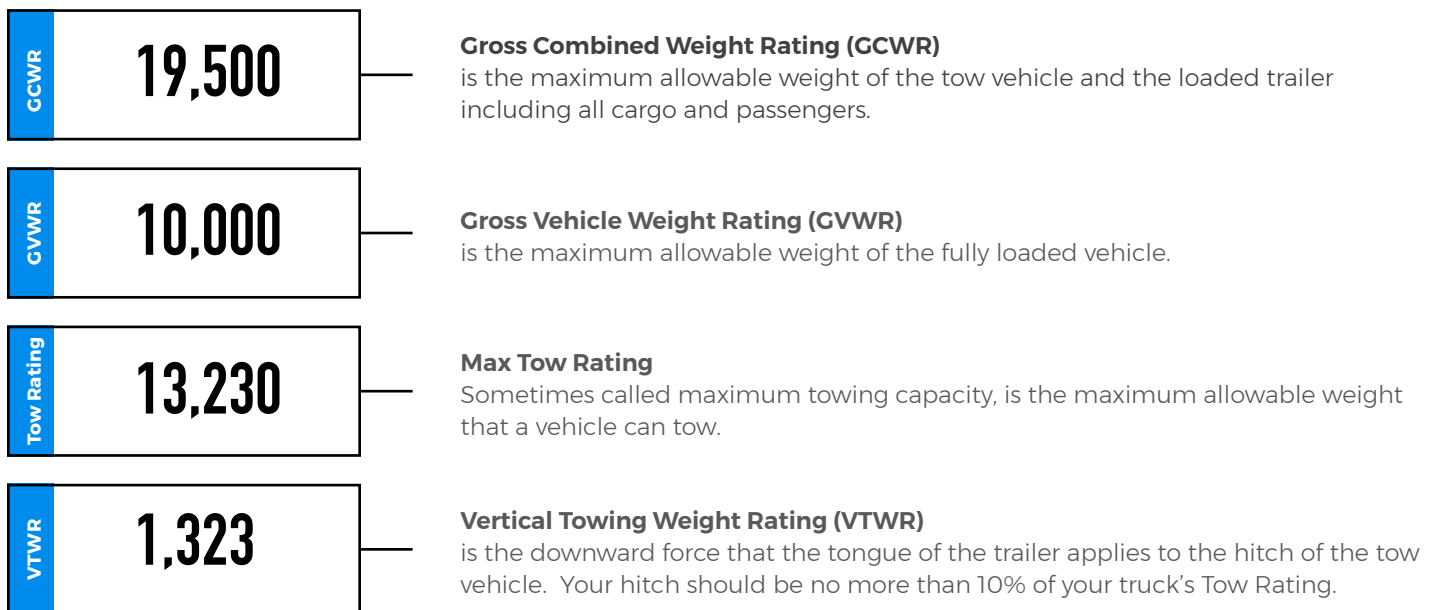 GCWR
19,500
Gross Combined Weight Rating (GCWR)
is the maximum allowable weight of the tow vehicle and the loaded trailer
including all cargo and passengers.
GVWR
10,000
Gross Vehicle Weight Rating (GVWR)
is the maximum allowable weight of the fully loaded vehicle.
Tow Rating
13,230
Max Tow Rating
Sometimes called maximum towing capacity, is the maximum allowable weight
that a vehicle can tow.
VTWR
1,323
Vertical Towing Weight Rating (VTWR)
is the downward force that the tongue of the trailer applies to the hitch of the tow
vehicle.  Your hitch should be no more than 10% of your truck's Tow Rating.